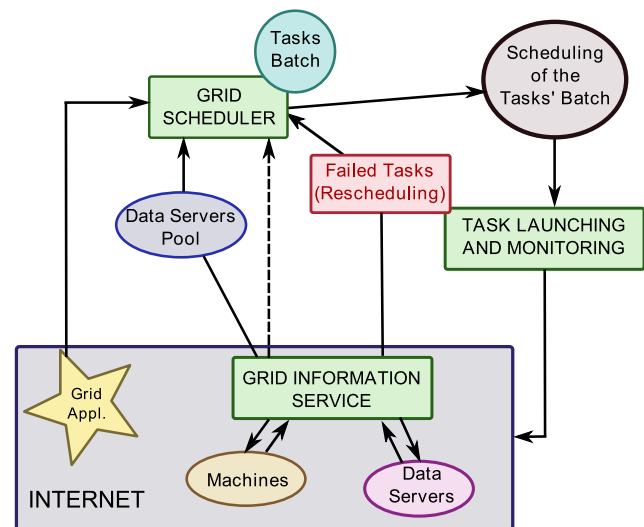 Tasks
Batch
Scheduling
of the
Tasks' Batch
GRID
SCHEDULER
Failed Tasks
(Rescheduling)
Data Servers
Pool
TASK LAUNCHING
AND MONITORING
GRID INFORMATION
SERVICE
Grid
Appl.
Machines
Data
Servers
INTERNET